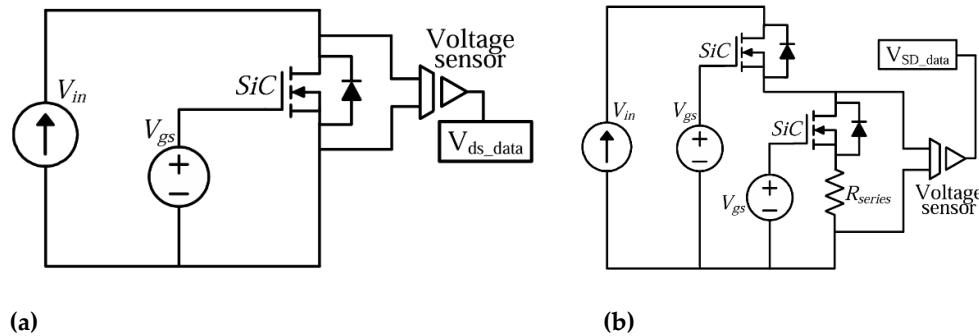 Voltage
sensor
SiC
V_in
V_gs
+
−
V_ds_data
(a)
SiC
V_SD_data
V_in
V_gs
+
−
SiC
V_gs
+
−
R_series
Voltage
sensor
(b)